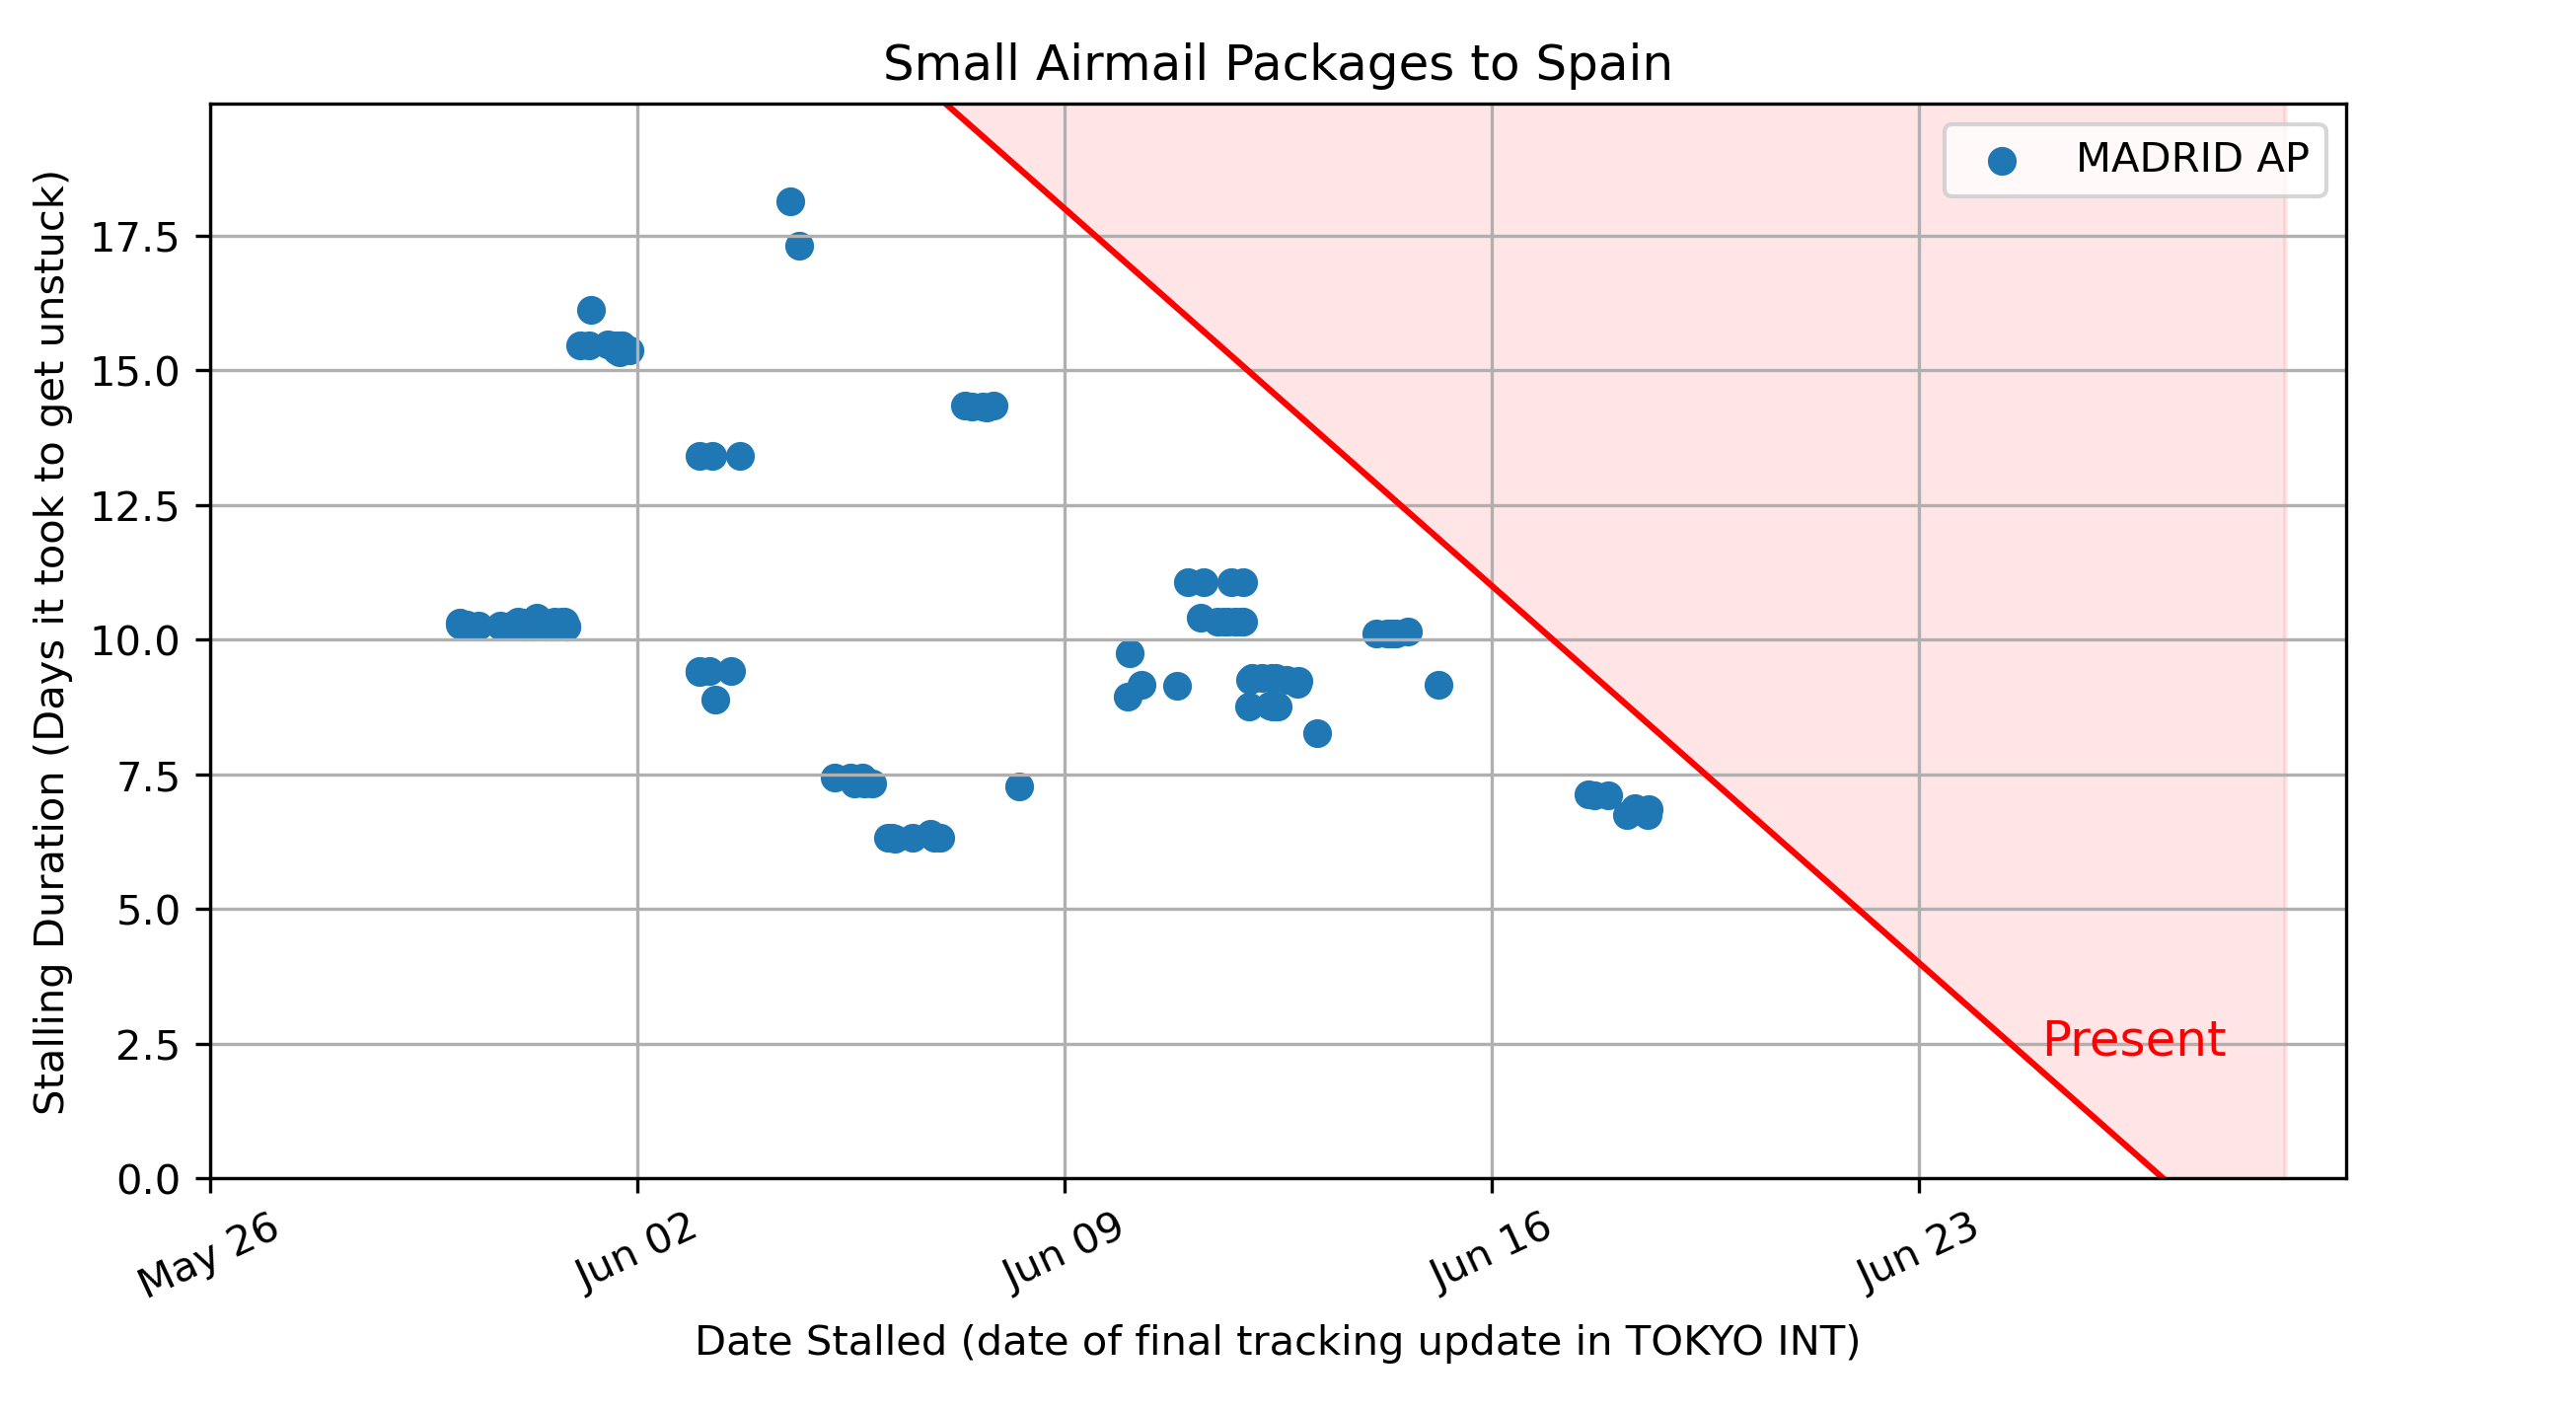 Small Airmail Packages to Spain
MADRID AP
Stalling Duration (Days it took to get unstuck)
17.5
15.0
12.5
10.0
7.5
5.0
2.5
0.0
Present
May 26
Jun 02
Jun 09
Jun 16
Jun 23
Date Stalled (date of final tracking update in TOKYO INT)